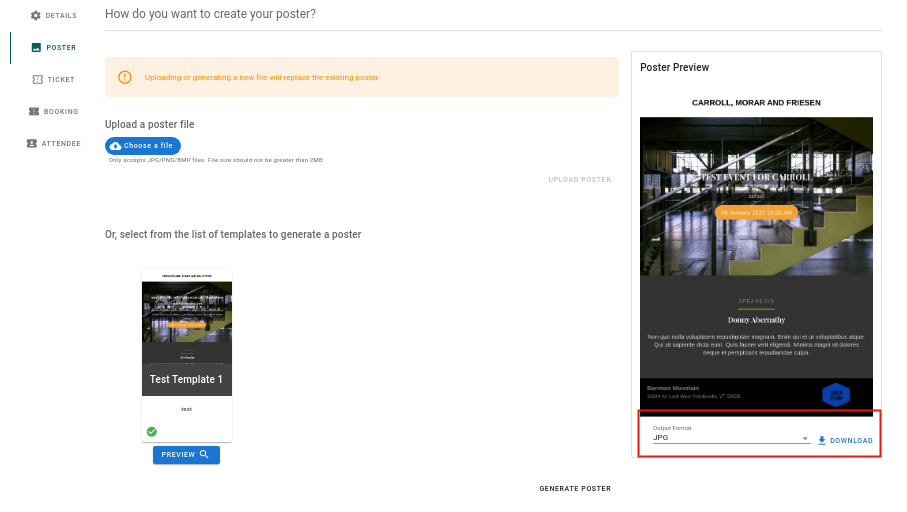 DETAILS
POSTER
TICKET
BOOKING
ATTENDEE
How do you want to create your poster?
Uploading or generating a new file will replace the existing poster.
Upload a poster file
Choose a file
Only accepts JPG/PNG/BMP files. File size should not be greater than 2MB
UPLOAD POSTER
Or, select from the list of templates to generate a poster
Test Template 1
test
PREVIEW
GENERATE POSTER
Poster Preview
CARROLL, MORAR AND FRIESEN
TEST EVENT FOR CARROLL
29 January 2021 10:00 AM
SPEAKERS
Donny Abernathy
Non quo nulla voluptatem repudiandae magnam. Enim qui et ut voluptatibus atque.
Qui sit sapiente dicta eum. Quis facere velit eligendi. Minima magni sit dolores
neque et perspiciatis repudiandae culpa.
Barrows Mountain
Output Format
JPG
DOWNLOAD